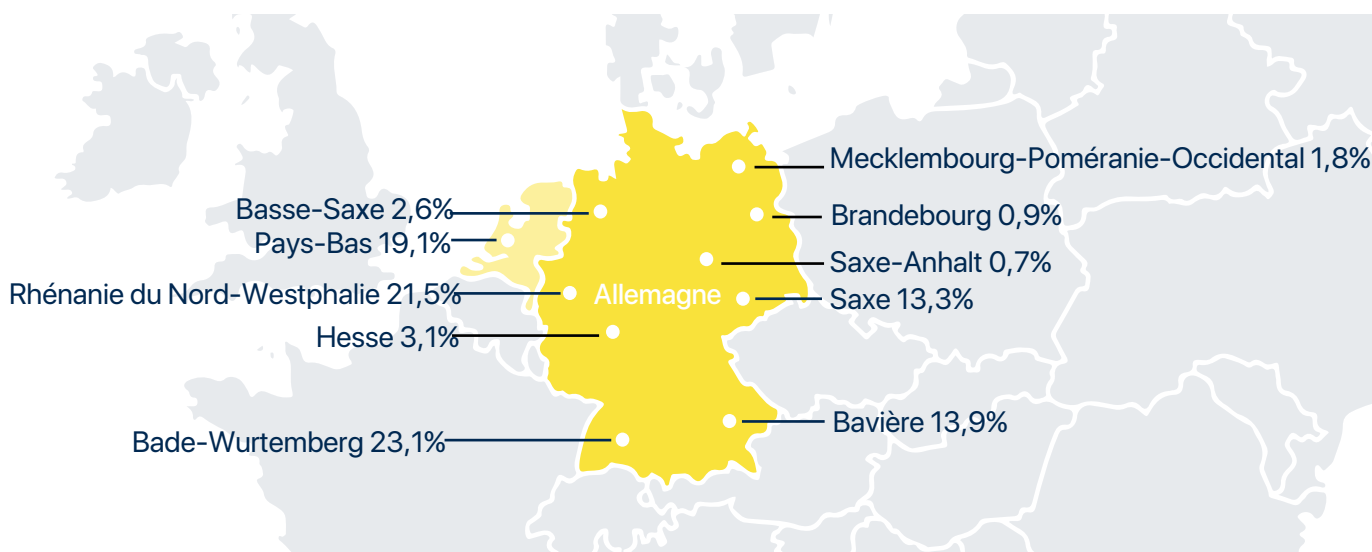 Mecklembourg-Poméranie-Occidental 1,8%
Basse-Saxe 2,6%
Brandebourg 0,9%
Pays-Bas 19,1%
Saxe-Anhalt 0,7%
Rhénanie du Nord-Westphalie 21,5%
Allemagne
Saxe 13,3%
Hesse 3,1%
Bavière 13,9%
Bade-Wurtemberg 23,1%